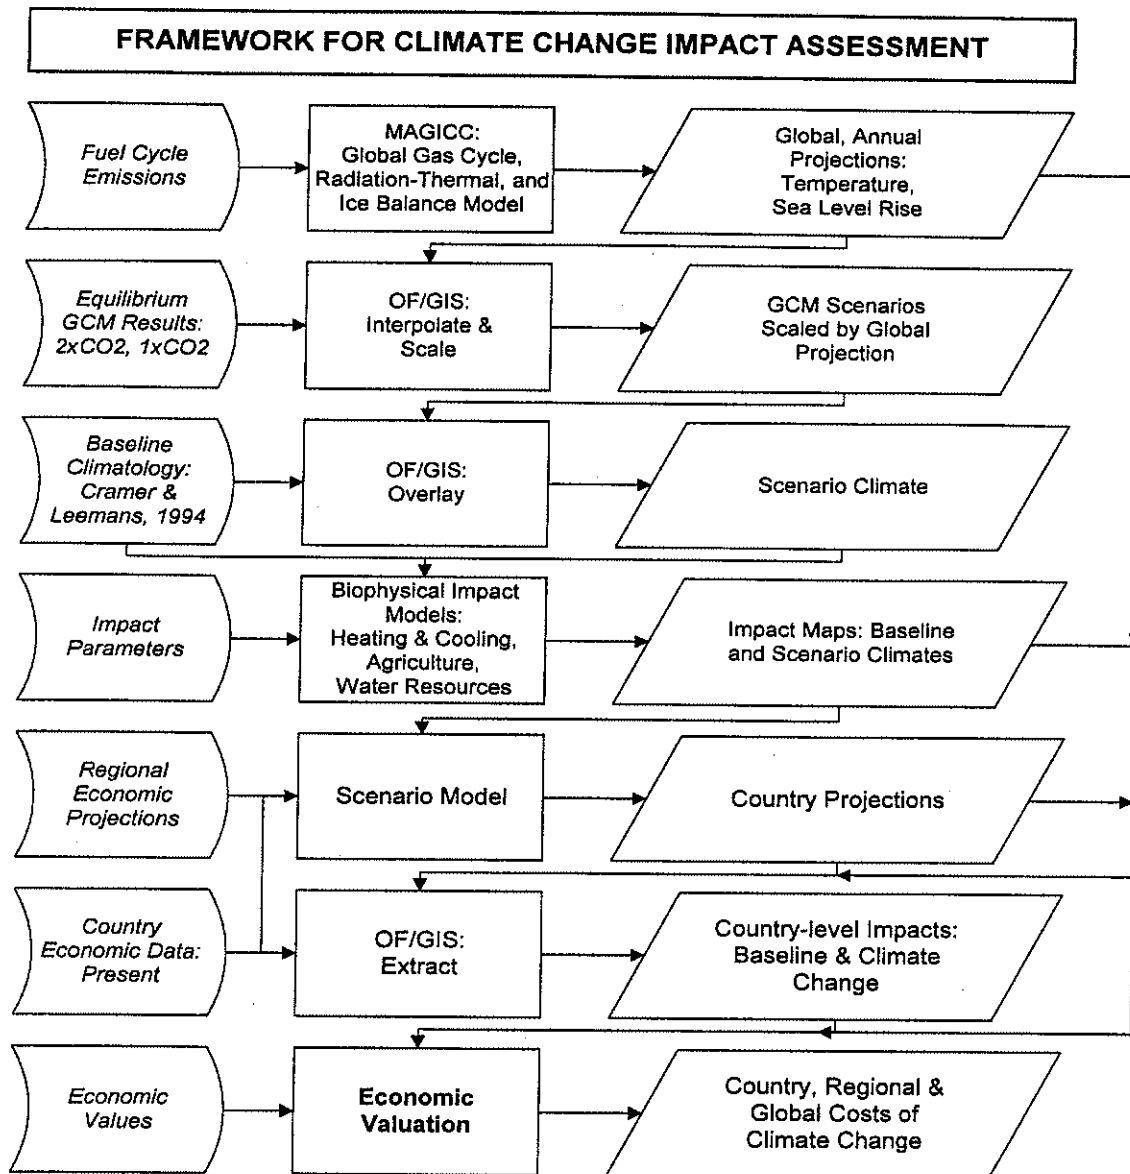 FRAMEWORK FOR CLIMATE CHANGE IMPACT ASSESSMENT
Fuel Cycle
Emissions
MAGICC:
Global Gas Cycle,
Radiation-Thermal, and
Ice Balance Model
Global, Annual
Projections:
Temperature,
Sea Level Rise
Equilibrium
GCM Results:
2xCO2, 1xCO2
OF/GIS:
Interpolate &
Scale
GCM Scenarios
Scaled by Global
Projection
Baseline
Climatology:
Cramer &
Leemans, 1994
OF/GIS:
Overlay
Scenario Climate
Impact
Parameters
Biophysical Impact
Models:
Heating & Cooling,
Agriculture,
Water Resources
Impact Maps: Baseline
and Scenario Climates
Regional
Economic
Projections
Scenario Model
Country Projections
Country
Economic Data:
Present
OF/GIS:
Extract
Country-level Impacts:
Baseline & Climate
Change
Economic
Values
Economic
Valuation
Country, Regional &
Global Costs of
Climate Change